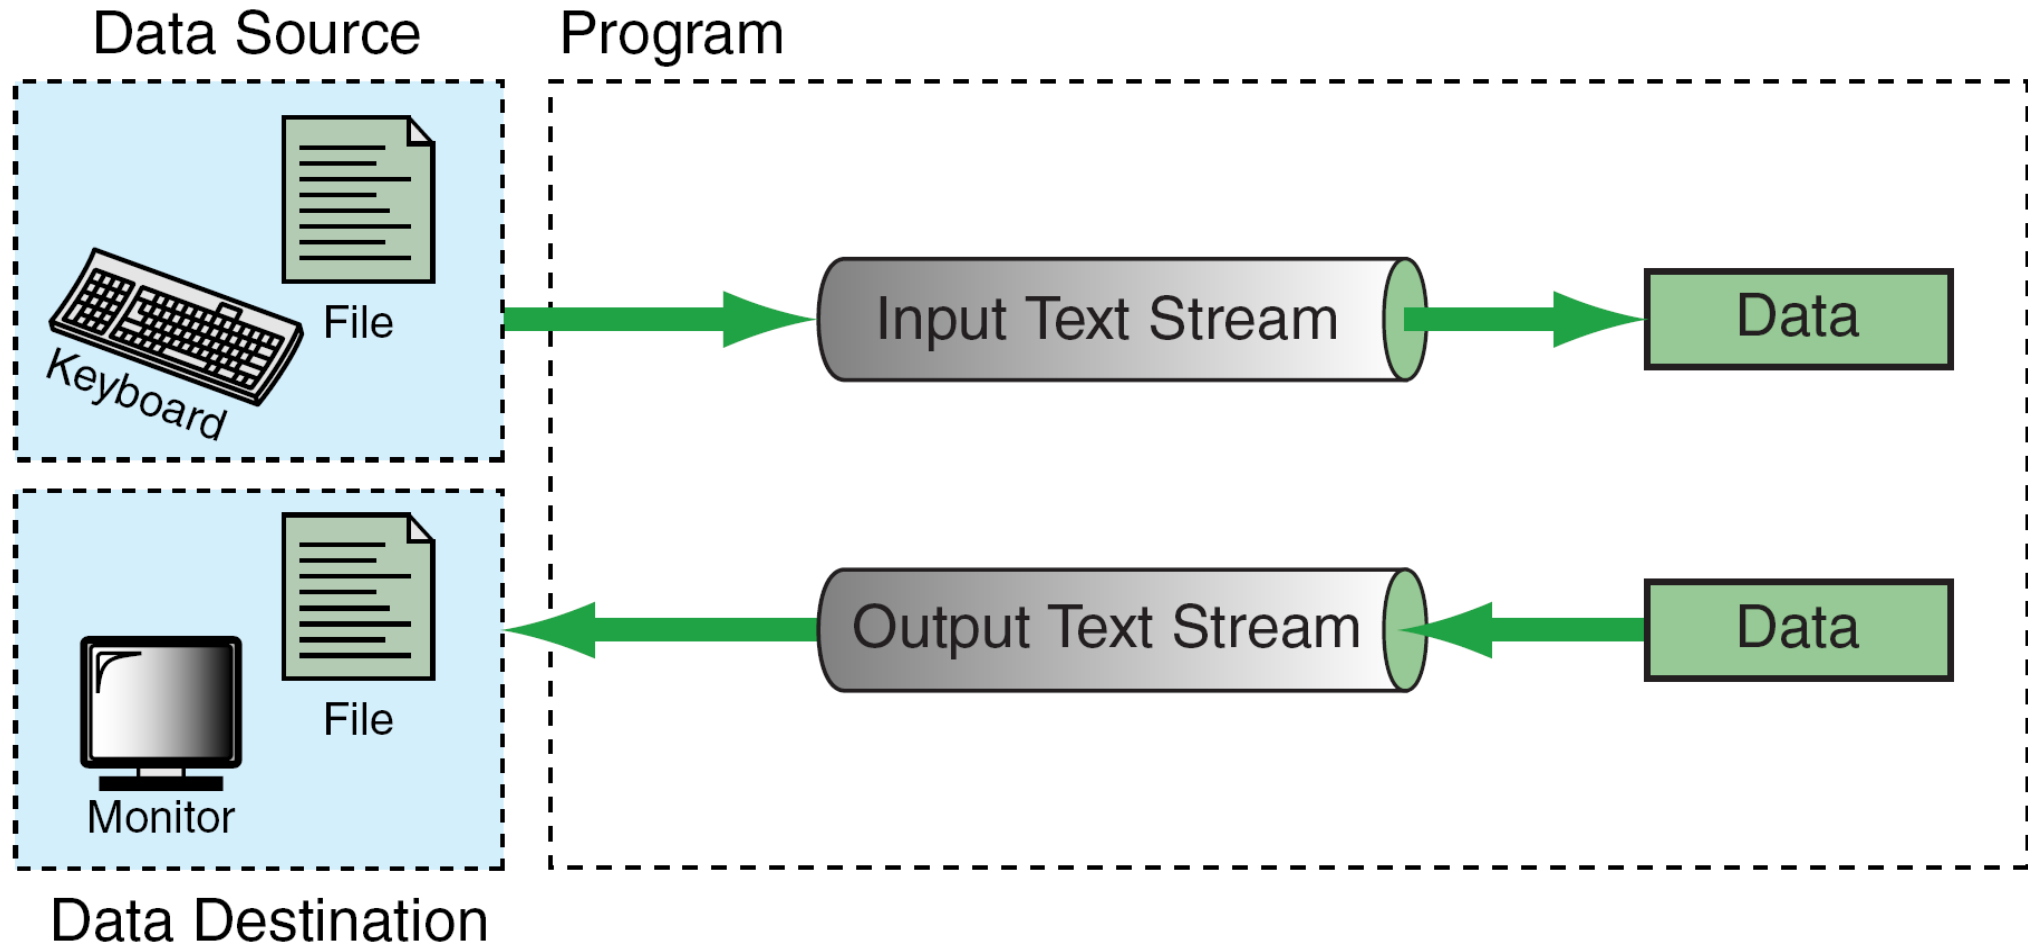 Data Source
Program
File
Keyboard
Input Text Stream
Data
File
Monitor
Output Text Stream
Data
Data Destination